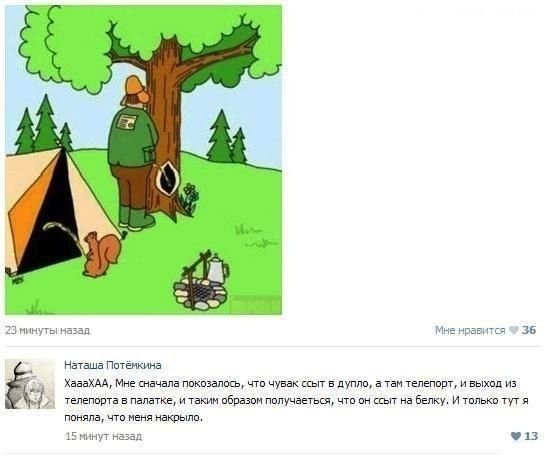 23 минуты назад
Мне нравится 36
Наташа Потёмкина
ХаааХАА, Мне сначала покозалось, что чувак ссыт в дупло, а там телепорт, и выход из
телепорта в палатке, и таким образом получаеться, что он ссыт на белку. И только тут я
поняла, что меня накрыло.
15 минут назад
13